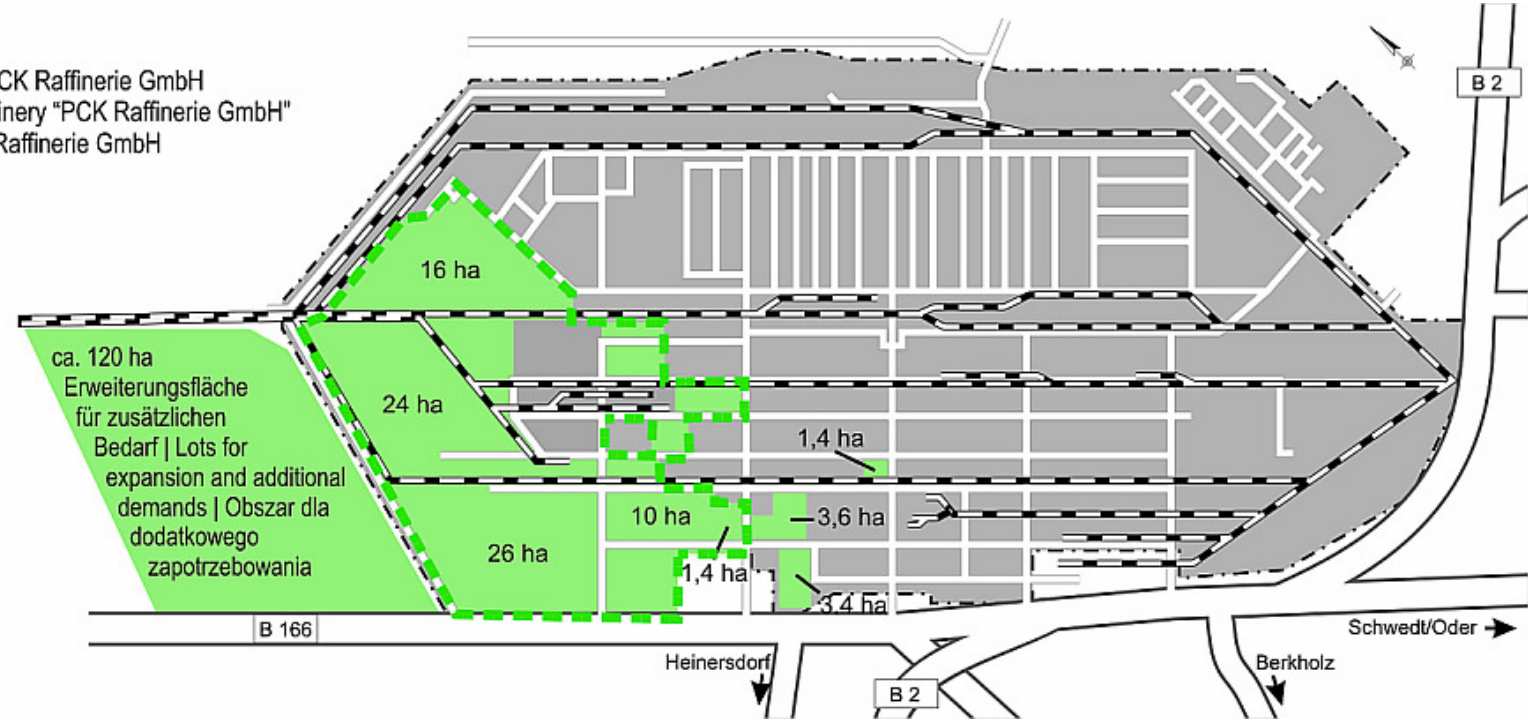 CK Raffinerie GmbH
inery "PCK Raffinerie GmbH"
Raffinerie GmbH
B 2
16 ha
ca. 120 ha
Erweiterungsfläche
für zusätzlichen
Bedarf | Lots for
expansion and additional
demands | Obszar dla
dodatkowego
zapotrzebowania
24 ha
1,4 ha
10 ha
3,6 ha
26 ha
1,4 ha
3,4 ha
B 166
Schwedt/Oder
Heinersdorf
Berkholz
B 2